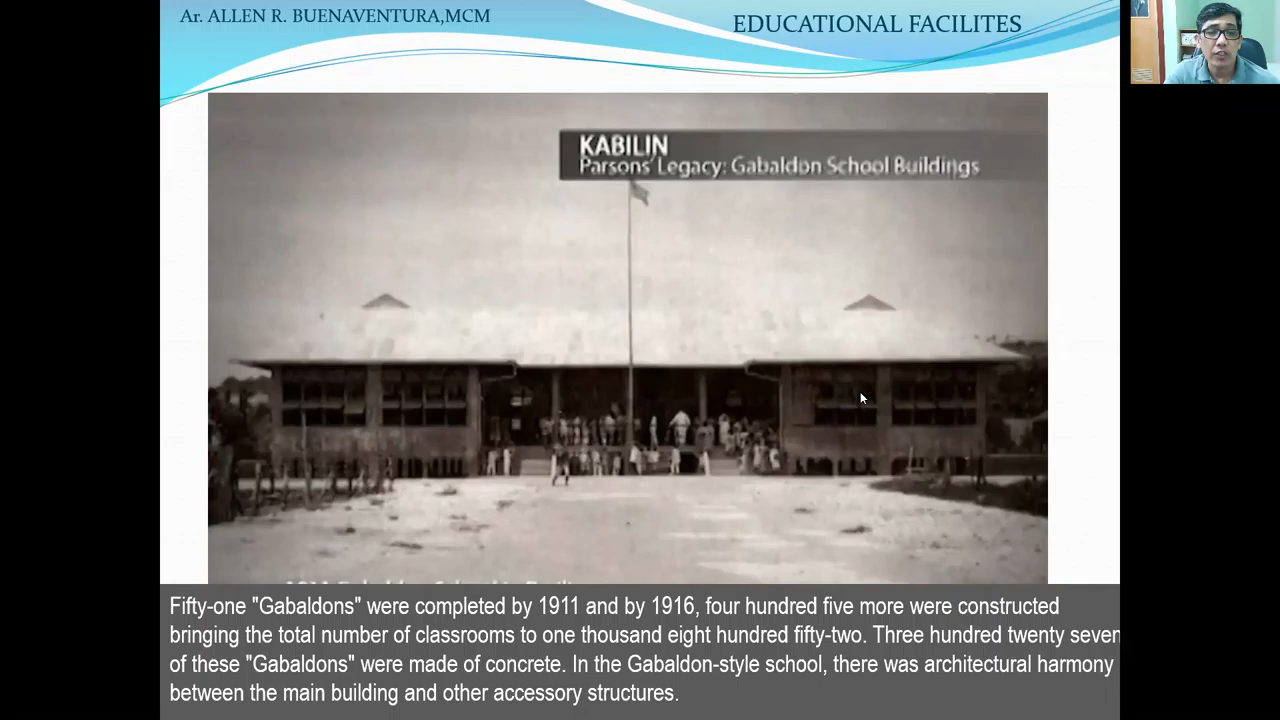 Ar. ALLEN R. BUENAVENTURA,MCM
EDUCATIONAL FACILITES
KABILIN
Parsons' Legacy: Gabaldon School Buildings
Fifty-one "Gabaldons" were completed by 1911 and by 1916, four hundred five more were constructed
bringing the total number of classrooms to one thousand eight hundred fifty-two. Three hundred twenty seven
of these "Gabaldons" were made of concrete. In the Gabaldon-style school, there was architectural harmony
between the main building and other accessory structures.